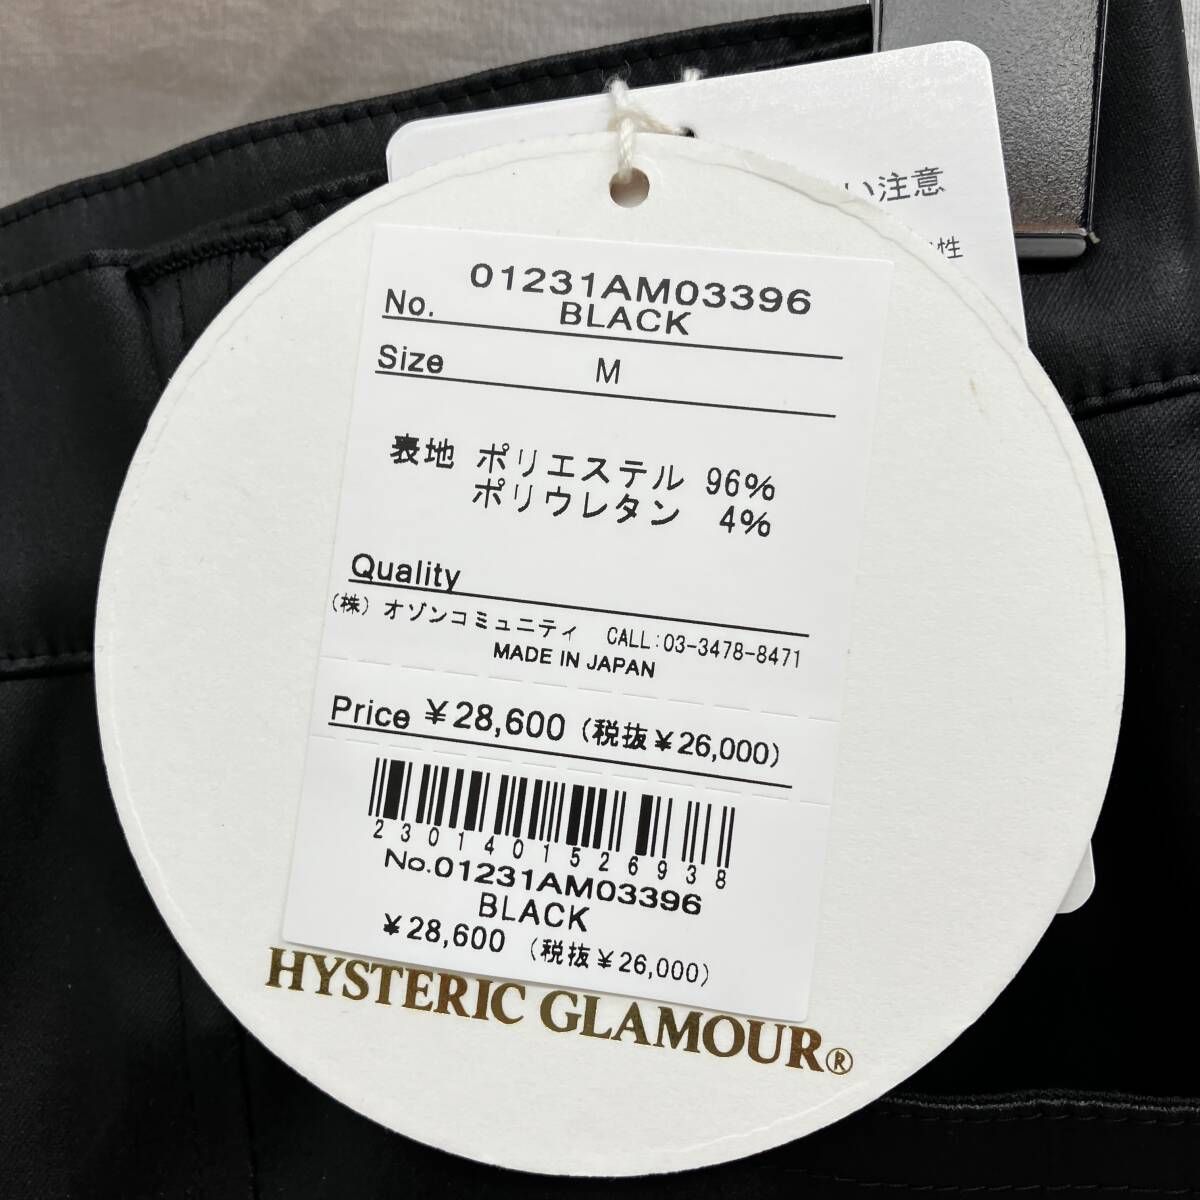 い注意
性
01231AM03396
No. BLACK
Size M
表地 ポリエステル 96%
ポリウレタン 4%
Quality
(株) オゾンコミュニティ CALL:03-3478-8471
MADE IN JAPAN
Price ¥28,600 (税抜¥26,000)
2301401526938
No.01231AM03396
BLACK
¥28,600 (税抜¥26,000)
HYSTERIC GLAMOUR®